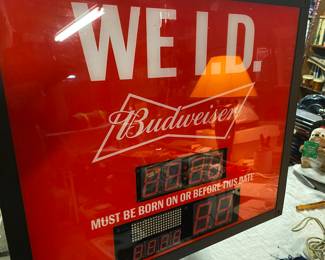 WE I.D.
Budweiser
MUST BE BORN ON OR BEFORE THIS DATE